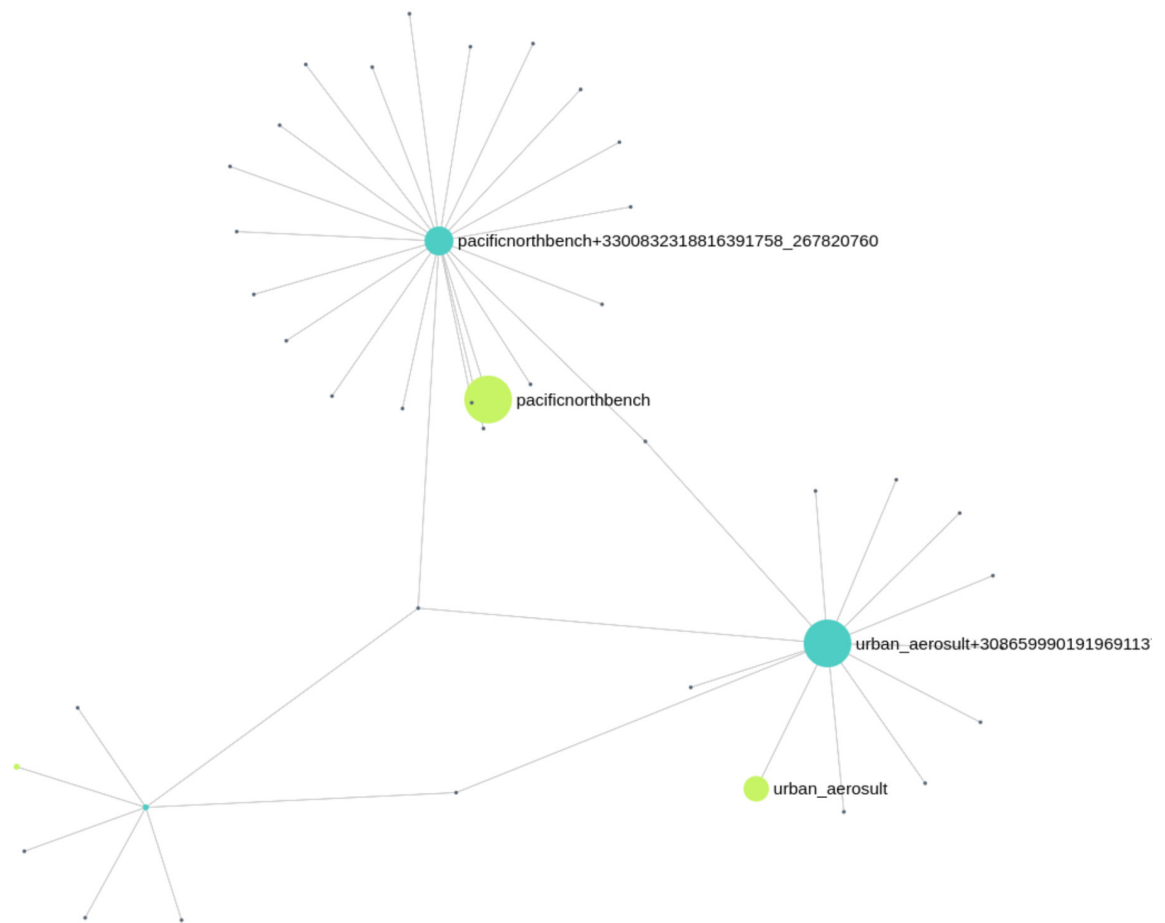 pacificnorthbench+3300832318816391758_267820760
pacificnorthbench
urban_aerosult+308659990191969113
urban_aerosult